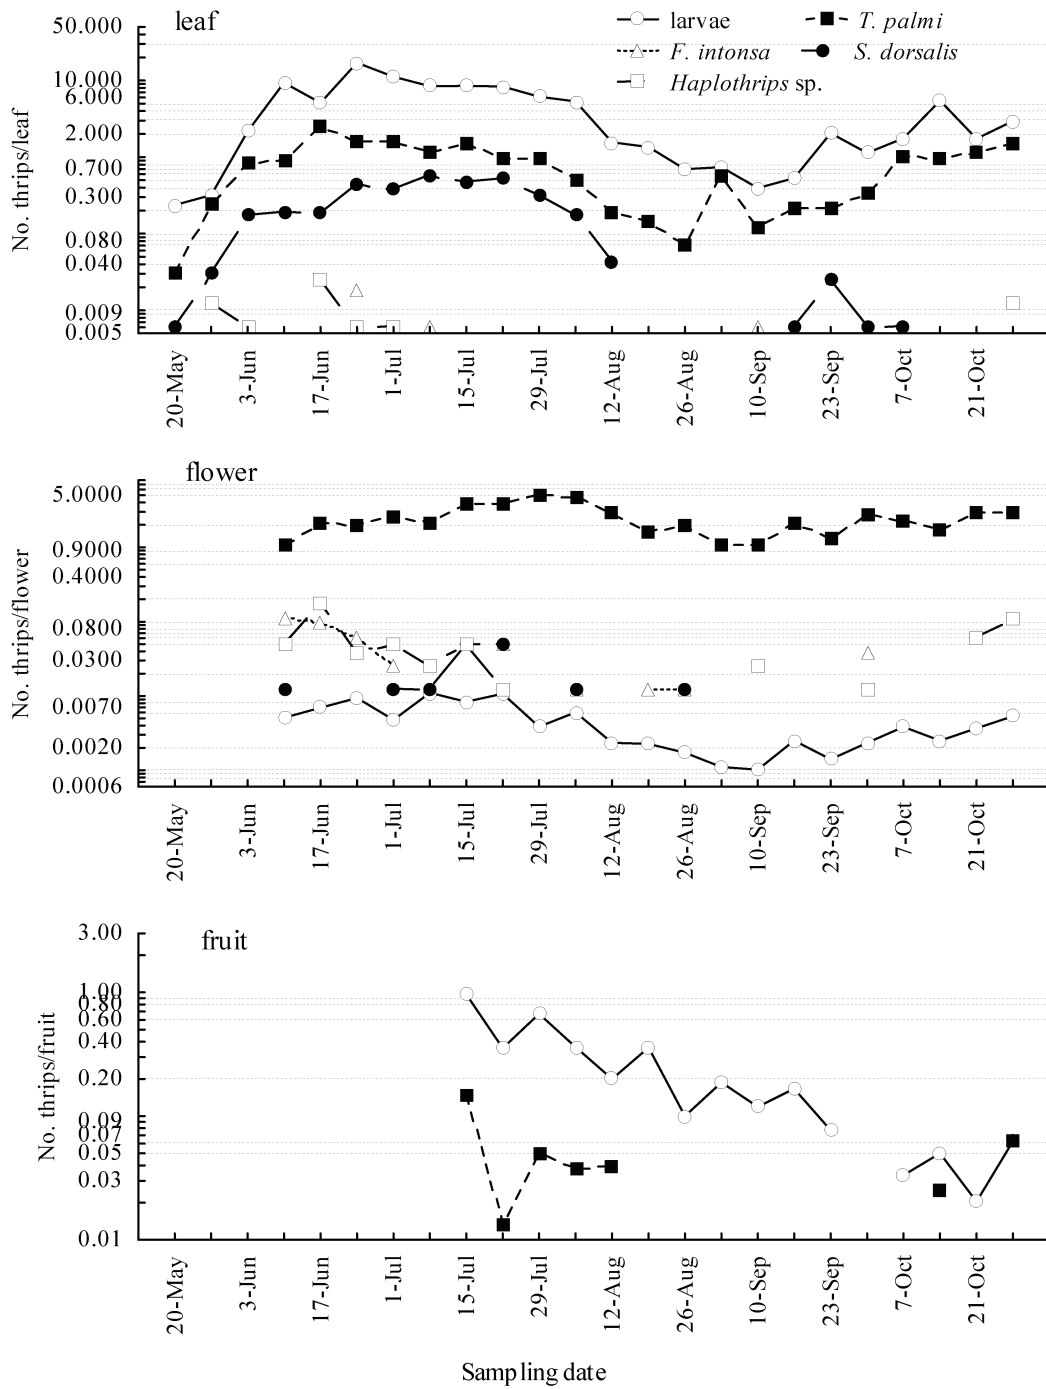 leaf
larvae
T. palmi
F. intonsa
S. dorsalis
Haplothrips sp.
No. thrips/leaf
50.000
10.000
6.000
2.000
0.700
0.300
0.080
0.040
0.009
0.005
20-May
3-Jun
17-Jun
1-Jul
15-Jul
29-Jul
12-Aug
26-Aug
10-Sep
23-Sep
7-Oct
21-Oct
flower
No. thrips/flower
5.0000
0.9000
0.4000
0.0800
0.0300
0.0070
0.0020
0.0006
20-May
3-Jun
17-Jun
1-Jul
15-Jul
29-Jul
12-Aug
26-Aug
10-Sep
23-Sep
7-Oct
21-Oct
fruit
No. thrips/fruit
3.00
1.00
0.80
0.60
0.40
0.20
0.09
0.07
0.05
0.03
0.01
20-May
3-Jun
17-Jun
1-Jul
15-Jul
29-Jul
12-Aug
26-Aug
10-Sep
23-Sep
7-Oct
21-Oct
Sampling date